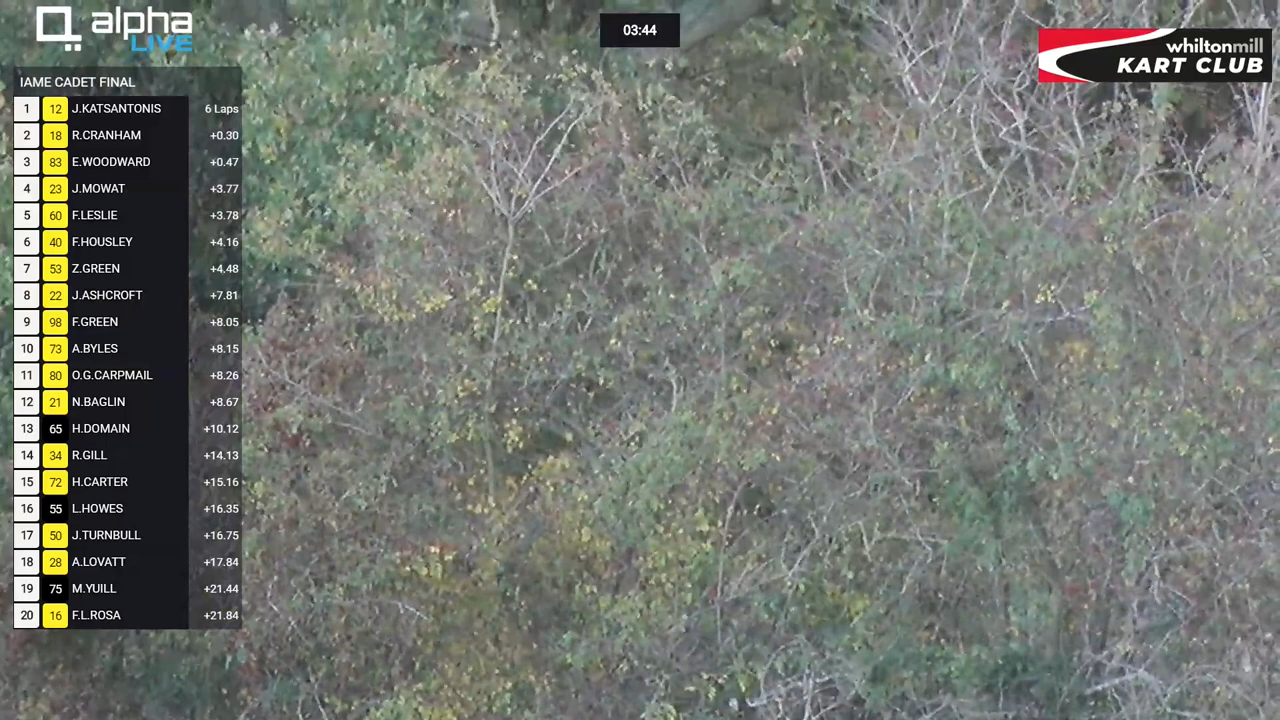 alpha
LIVE
03:44
whiltonmill
KART CLUB
IAME CADET FINAL
1 12 J.KATSANTONIS 6 Laps
2 18 R.CRANHAM +0.30
3 83 E.WOODWARD +0.47
4 23 J.MOWAT +3.77
5 60 F.LESLIE +3.78
6 40 F.HOUSLEY +4.16
7 53 Z.GREEN +4.48
8 22 J.ASHCROFT +7.81
9 98 F.GREEN +8.05
10 73 A.BYLES +8.15
11 80 O.G.CARPMAIL +8.26
12 21 N.BAGLIN +8.67
13 65 H.DOMAIN +10.12
14 34 R.GILL +14.13
15 72 H.CARTER +15.16
16 55 L.HOWES +16.35
17 50 J.TURNBULL +16.75
18 28 A.LOVATT +17.84
19 75 M.YUILL +21.44
20 16 F.L.ROSA +21.84